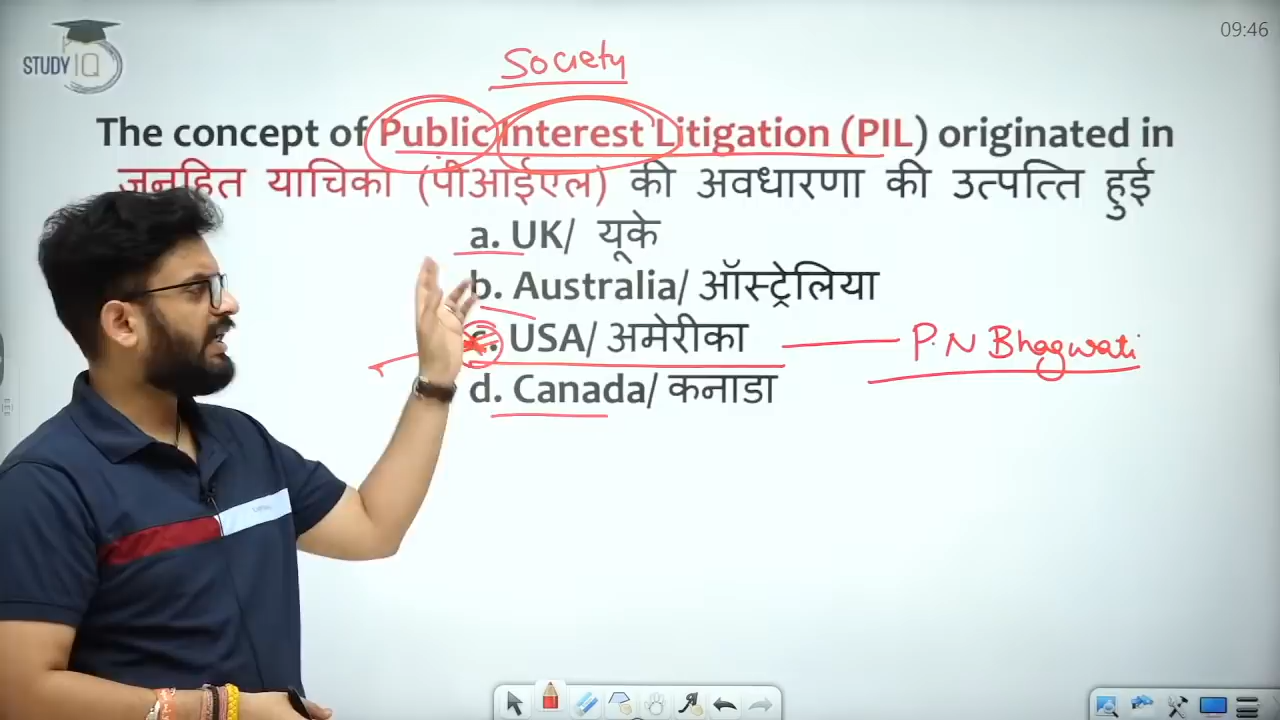 09:46
STUDY IQ
Society
The concept of Public Interest Litigation (PIL) originated in
जनहित याचिका (पीआईएल) की अवधारणा की उत्पत्ति हुई
a. UK/ यूके
b. Australia/ ऑस्ट्रेलिया
c. USA/ अमेरीका P. N Bhagwati
d. Canada/ कनाडा